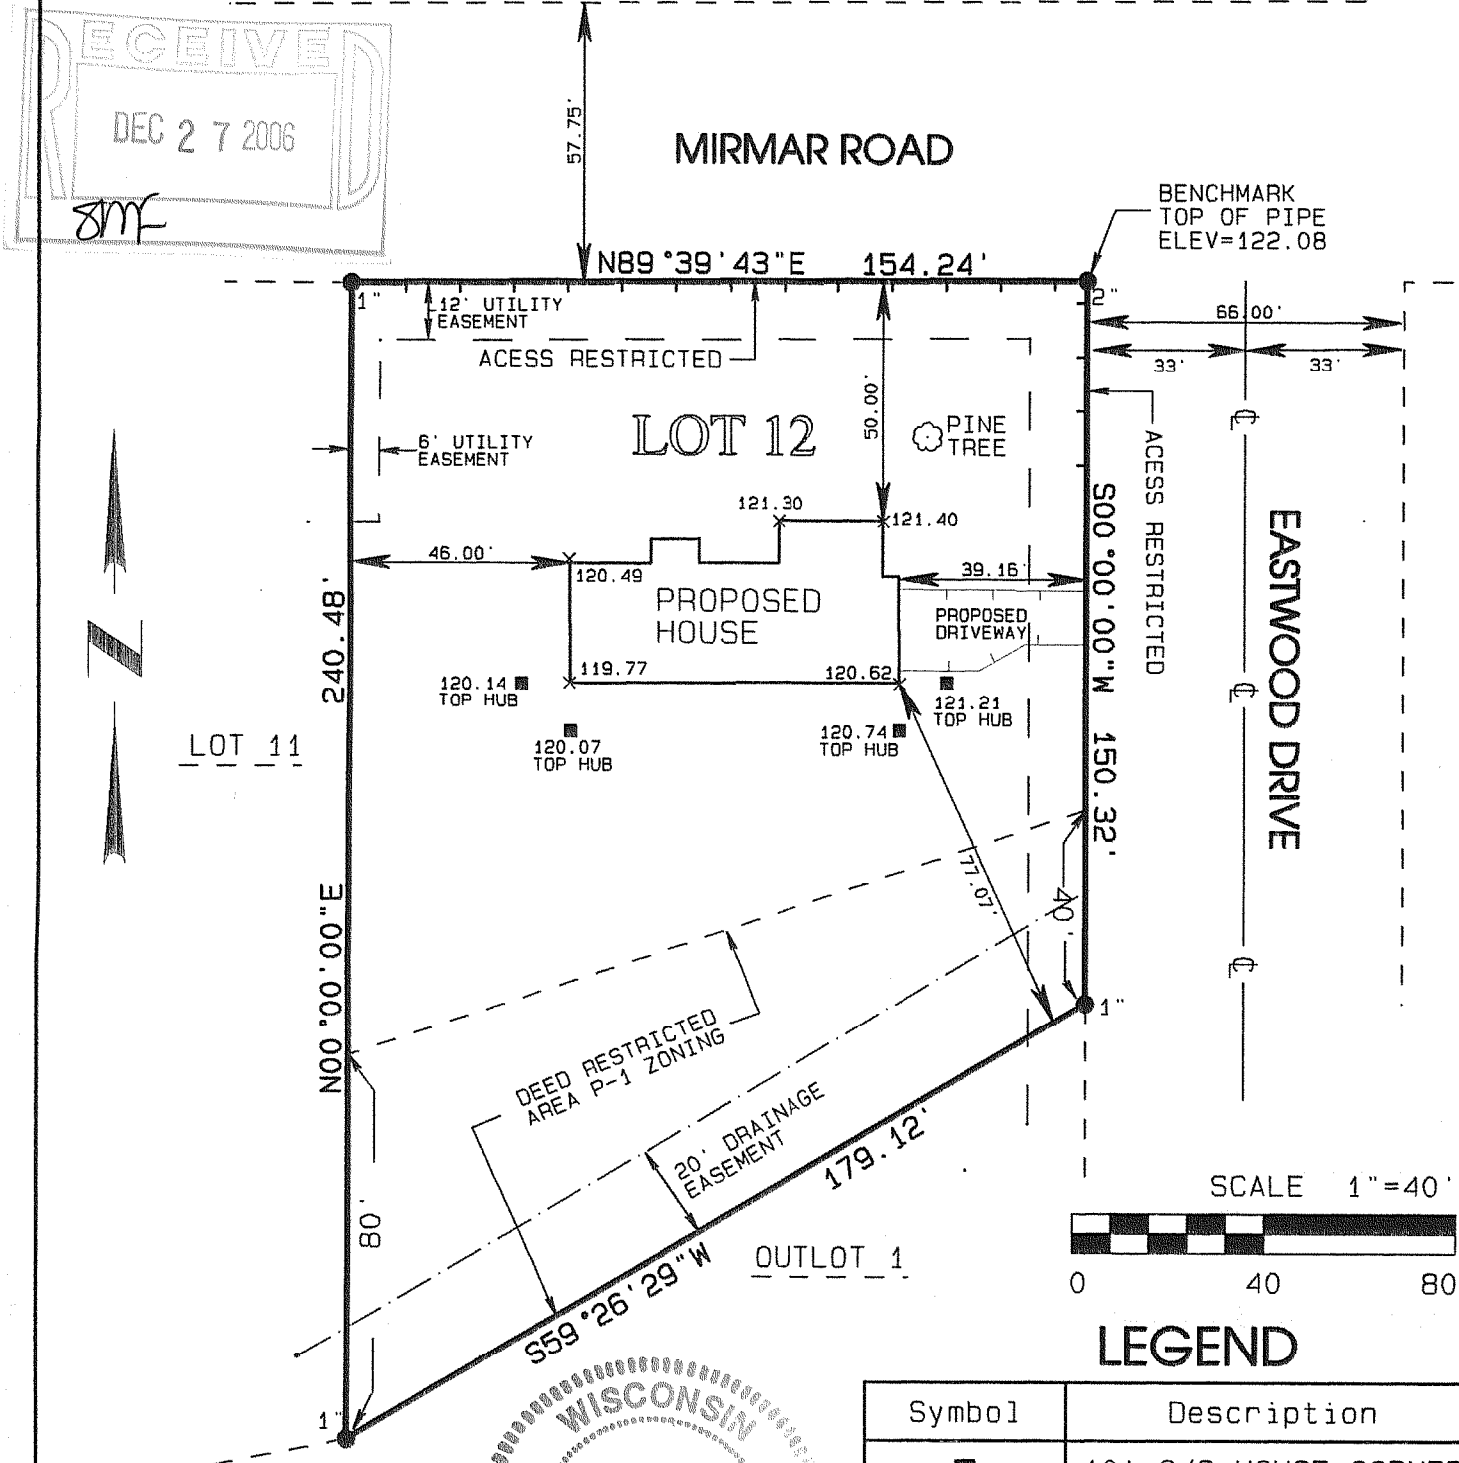 RECEIVED
DEC 27 2006
SMF
57.75'
MIRMAR ROAD
BENCHMARK
TOP OF PIPE
ELEV=122.08
N89°39'43"E 154.24'
1"
2"
12' UTILITY
EASEMENT
66.00'
33'
33'
ACESS RESTRICTED
50.00'
LOT 12
PINE
TREE
6' UTILITY
EASEMENT
ACESS RESTRICTED
121.30
121.40
46.00'
120.49
39.16'
PROPOSED
HOUSE
PROPOSED
DRIVEWAY
S00°00'00"W 150.32'
EASTWOOD DRIVE
240.48'
N00°00'00"E
Z
119.77
120.62
120.14
TOP HUB
121.21
TOP HUB
120.07
TOP HUB
120.74
TOP HUB
LOT 11
77.07'
40'
1"
DEED RESTRICTED
AREA P-1 ZONING
20' DRAINAGE
EASEMENT
179.12'
S59°26'29"W
80'
OUTLOT 1
1"
SCALE 1"=40'
0 40 80
WISCONSIN
LEGEND
Symbol Description